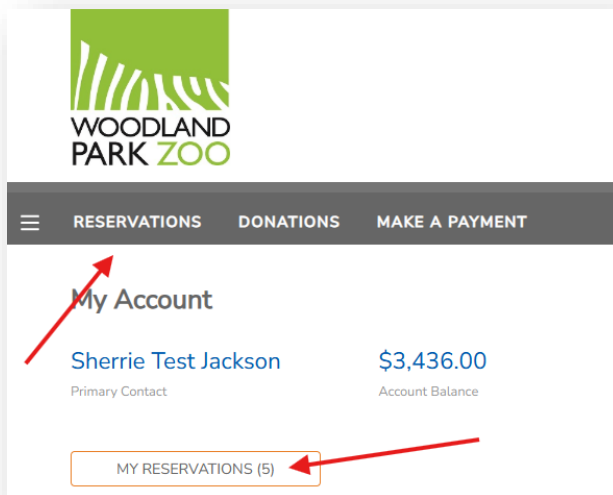 WOODLAND
PARK ZOO
RESERVATIONS DONATIONS MAKE A PAYMENT
My Account
Sherrie Test Jackson $3,436.00
Primary Contact Account Balance
MY RESERVATIONS (5)